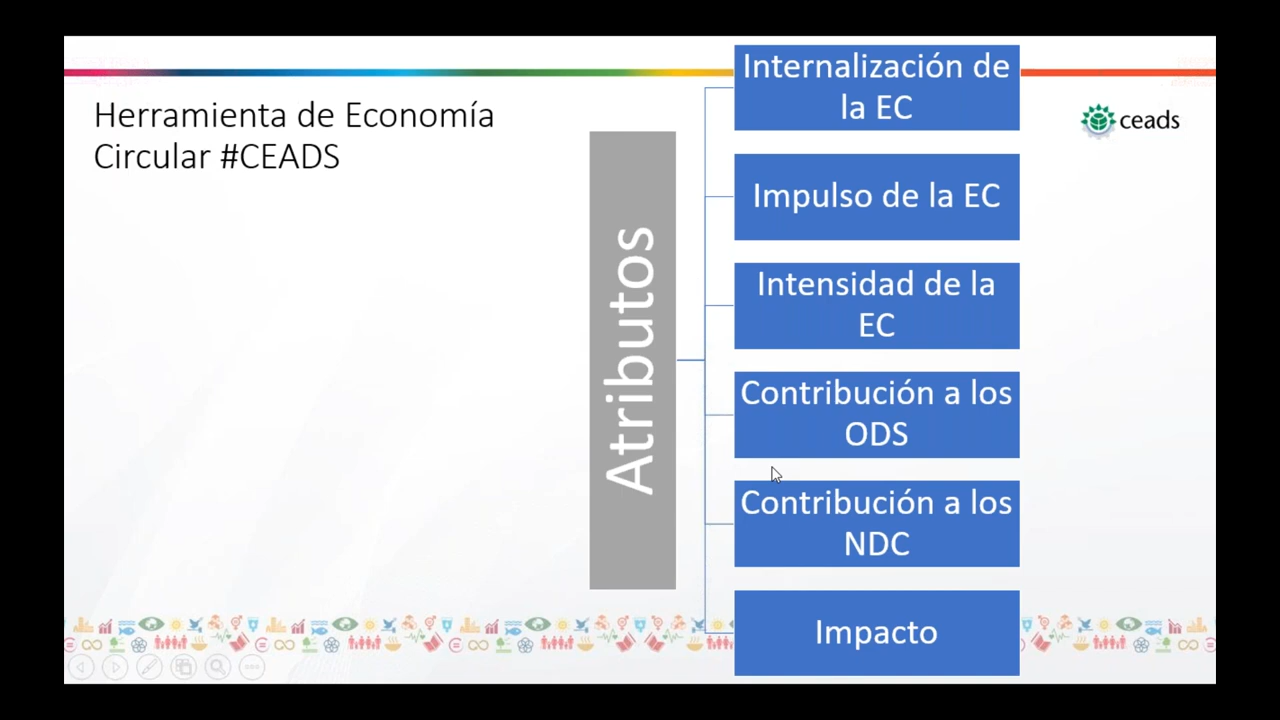 Herramienta de Economía
Circular #CEADS
ceads
Atributos
Internalización de
la EC
Impulso de la EC
Intensidad de la
EC
Contribución a los
ODS
Contribución a los
NDC
Impacto